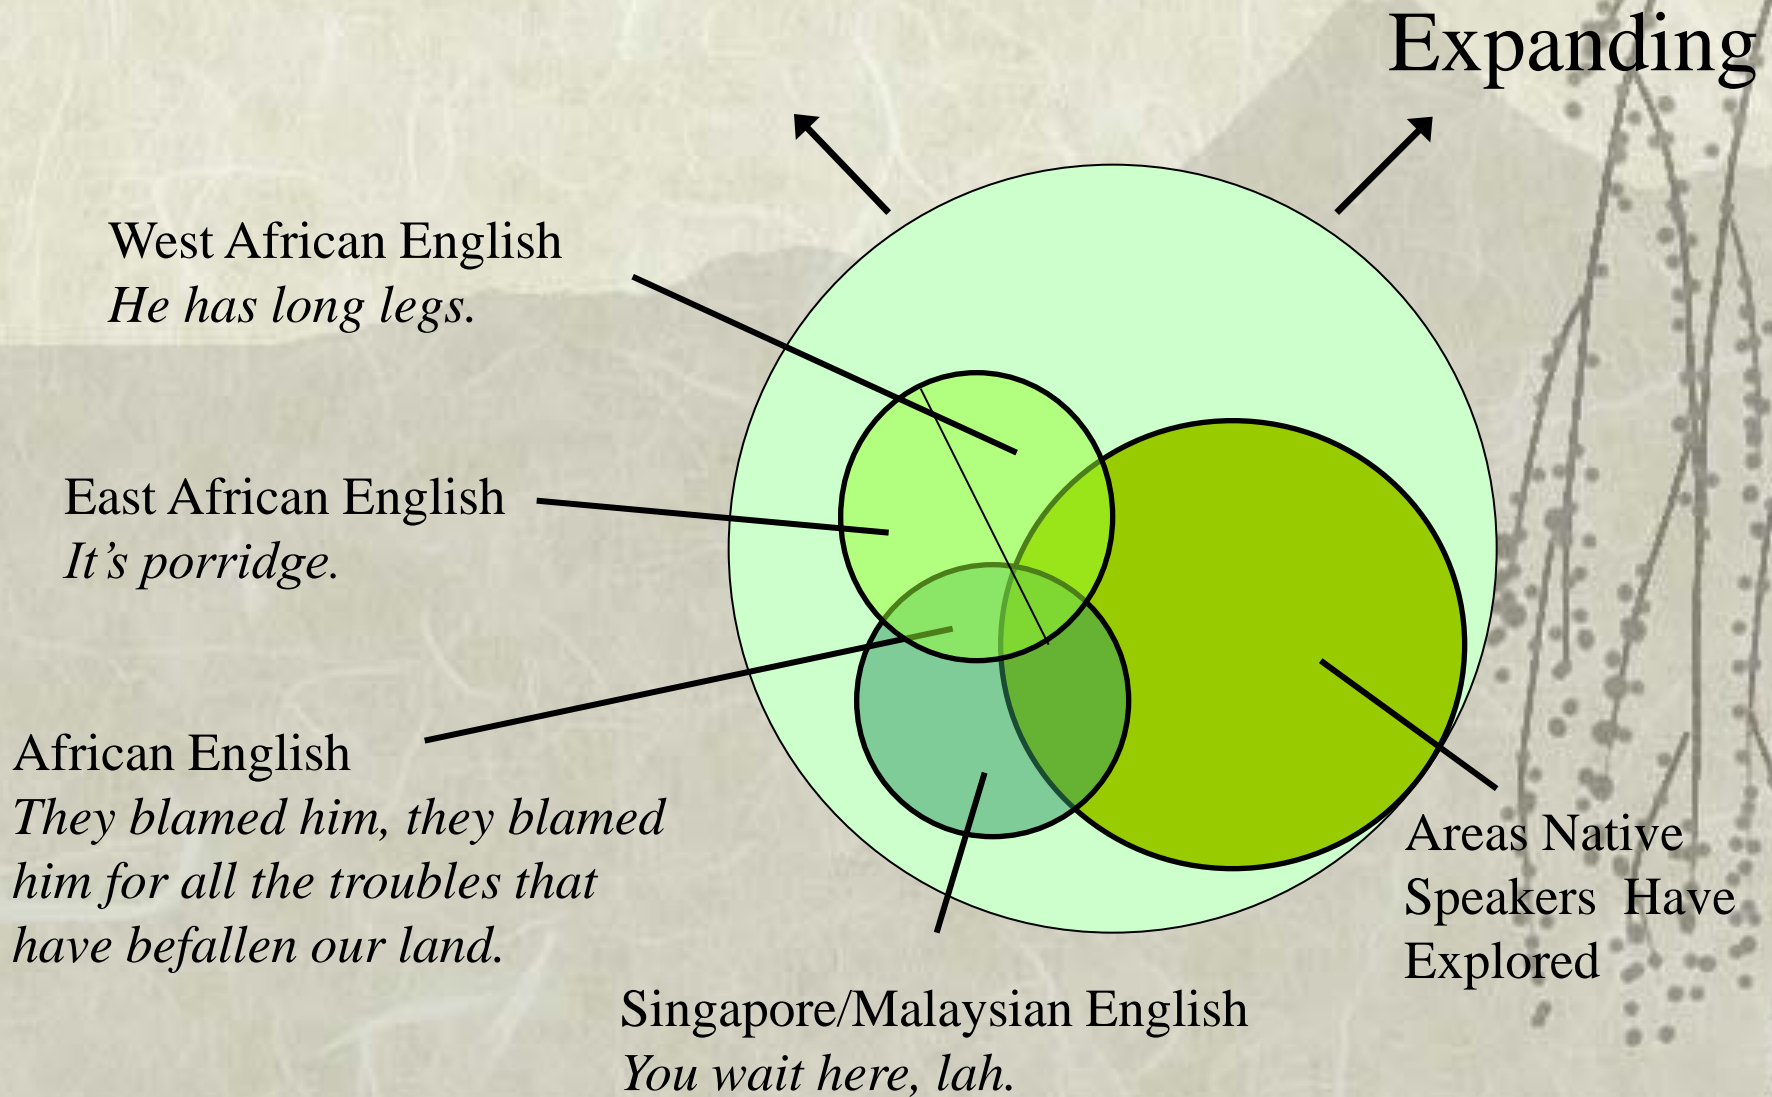 Expanding
West African English
He has long legs.
East African English
It’s porridge.
African English
They blamed him, they blamed
him for all the troubles that
have befallen our land.
Areas Native
Speakers  Have
Explored
Singapore/Malaysian English
You wait here, lah.